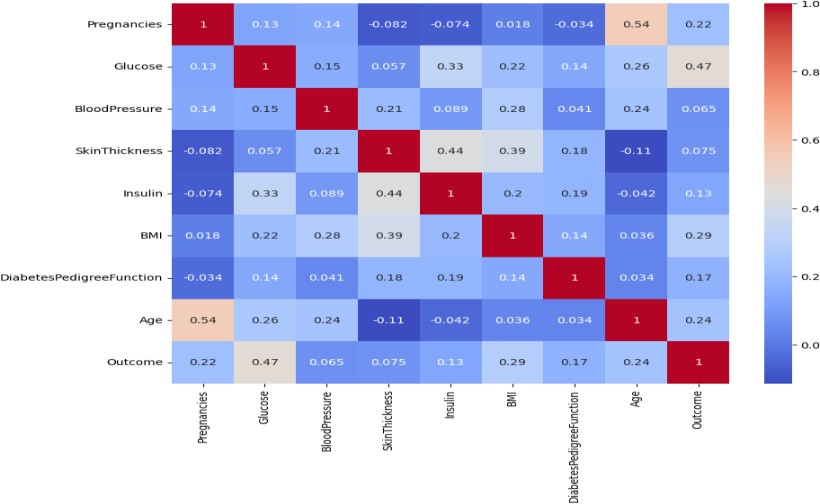 Pregnancies 1 0.13 0.14 -0.082 -0.074 0.018 -0.034 0.54 0.22
Glucose 0.13 1 0.15 0.057 0.33 0.22 0.14 0.26 0.47
BloodPressure 0.14 0.15 1 0.21 0.089 0.28 0.041 0.24 0.065
SkinThickness -0.082 0.057 0.21 1 0.44 0.39 0.18 -0.11 0.075
Insulin -0.074 0.33 0.089 0.44 1 0.2 0.19 -0.042 0.13
BMI 0.018 0.22 0.28 0.39 0.2 1 0.14 0.036 0.29
DiabetesPedigreeFunction -0.034 0.14 0.041 0.18 0.19 0.14 1 0.034 0.17
Age 0.54 0.26 0.24 -0.11 -0.042 0.036 0.034 1 0.24
Outcome 0.22 0.47 0.065 0.075 0.13 0.29 0.17 0.24 1
Pregnancies
Glucose
BloodPressure
SkinThickness
Insulin
BMI
DiabetesPedigreeFunction
Age
Outcome
1.0
0.8
0.6
0.4
0.2
0.0